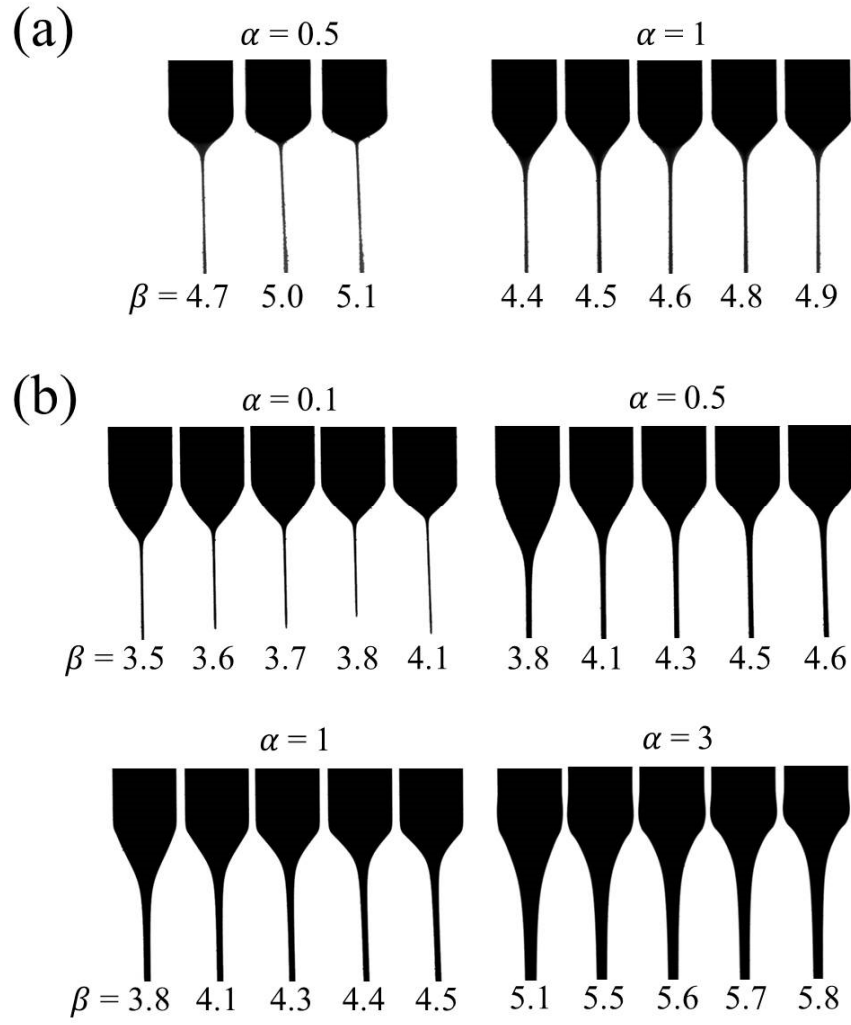 (a)
α = 0.5 α = 1
β = 4.7 5.0 5.1 4.4 4.5 4.6 4.8 4.9
(b)
α = 0.1 α = 0.5
β = 3.5 3.6 3.7 3.8 4.1 3.8 4.1 4.3 4.5 4.6
α = 1 α = 3
β = 3.8 4.1 4.3 4.4 4.5 5.1 5.5 5.6 5.7 5.8